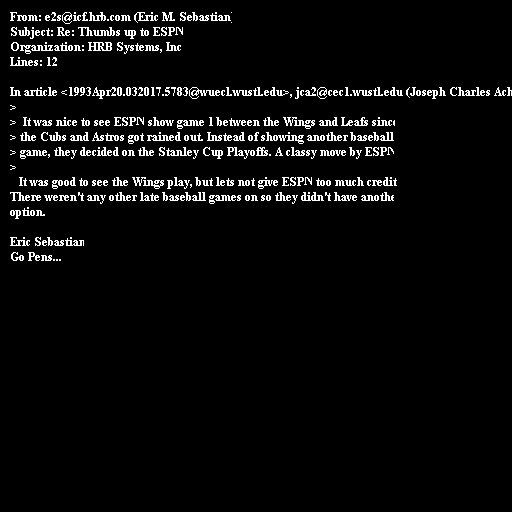 From: e2s@icf.hrb.com (Eric M. Sebastian)
Subject: Re: Thumbs up to ESPN
Organization: HRB Systems, Inc
Lines: 12

In article <1993Apr20.032017.5783@wuecl.wustl.edu>, jca2@cec1.wustl.edu (Joseph Charles Ach
>
>  It was nice to see ESPN show game 1 between the Wings and Leafs since
> the Cubs and Astros got rained out. Instead of showing another baseball
> game, they decided on the Stanley Cup Playoffs. A classy move by ESPN
>
   It was good to see the Wings play, but lets not give ESPN too much credit
There weren't any other late baseball games on so they didn't have anothe
option.

Eric Sebastian
Go Pens...